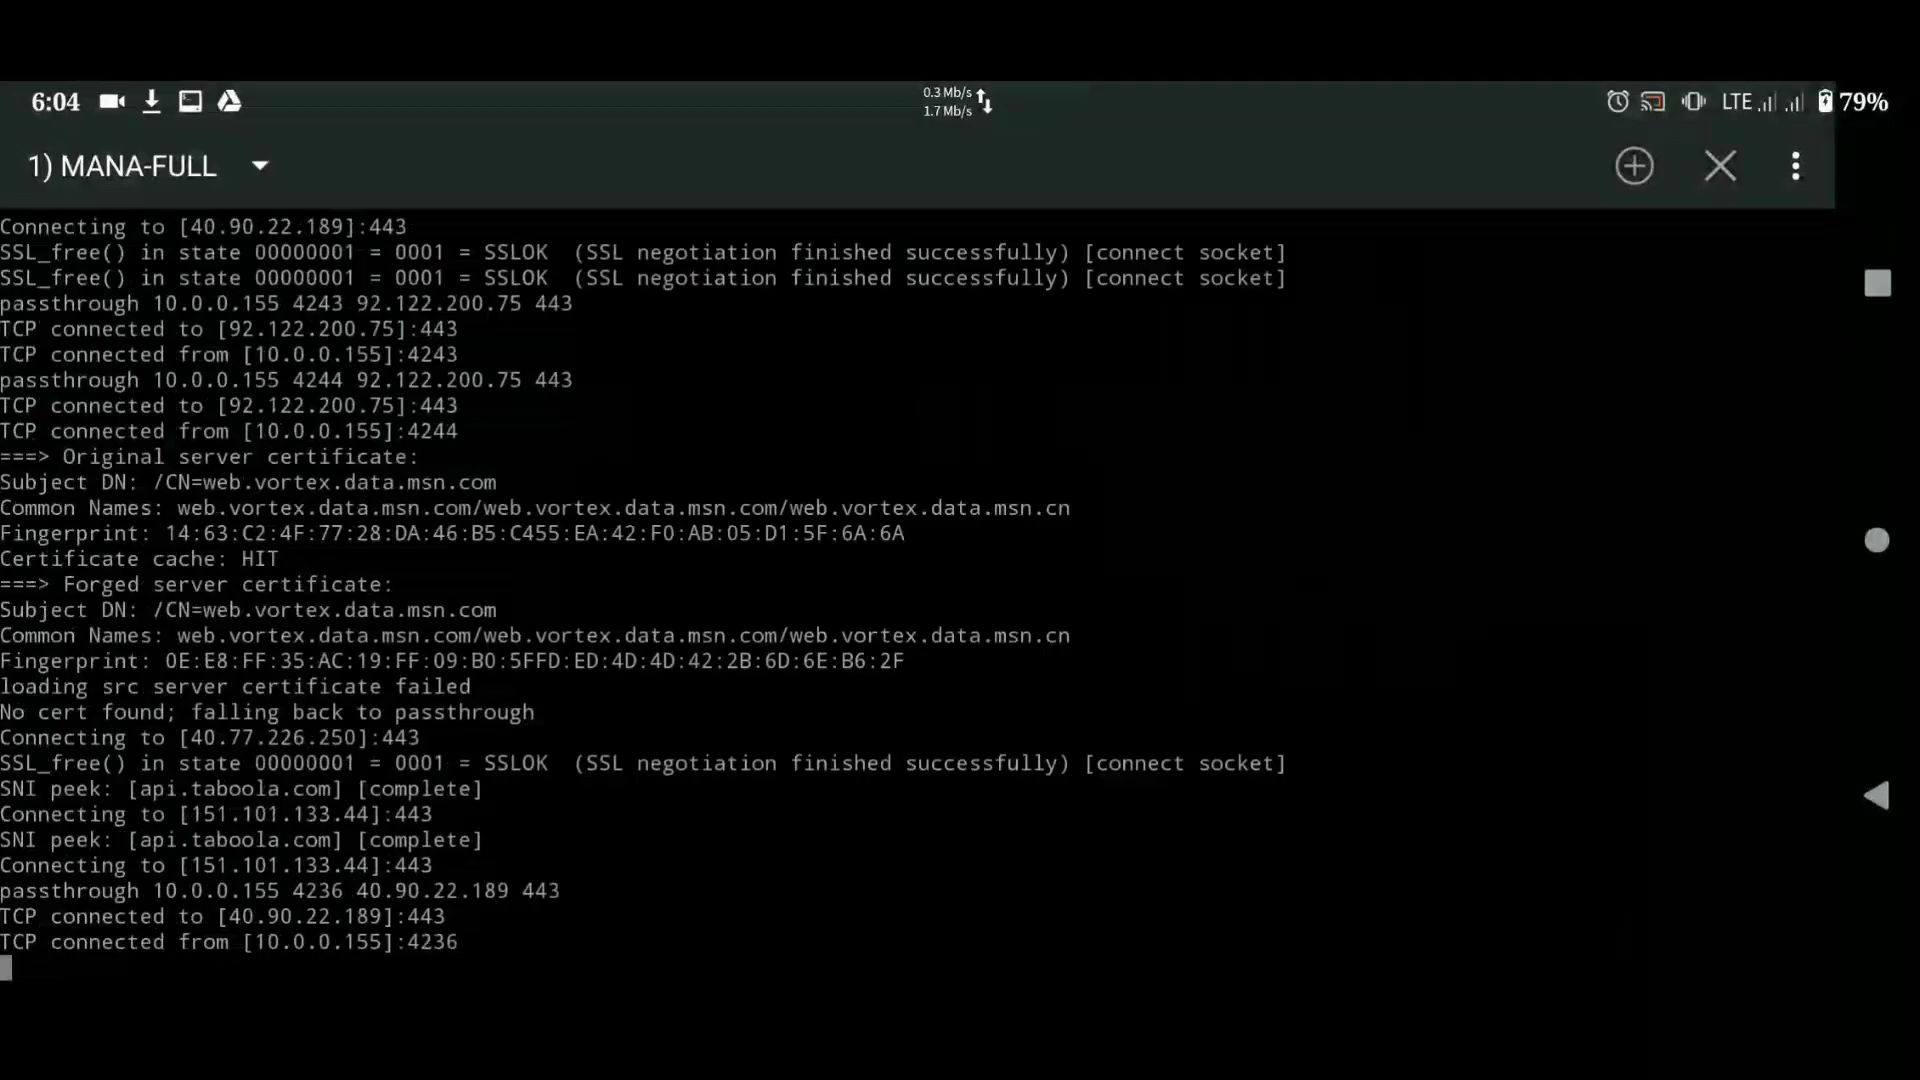 6:04
0.3 Mb/s
1.7 Mb/s
LTE
79%
1) MANA-FULL
Connecting to [40.90.22.189]:443
SSL_free() in state 00000001 = 0001 = SSLOK  (SSL negotiation finished successfully) [connect socket]
SSL_free() in state 00000001 = 0001 = SSLOK  (SSL negotiation finished successfully) [connect socket]
passthrough 10.0.0.155 4243 92.122.200.75 443
TCP connected to [92.122.200.75]:443
TCP connected from [10.0.0.155]:4243
passthrough 10.0.0.155 4244 92.122.200.75 443
TCP connected to [92.122.200.75]:443
TCP connected from [10.0.0.155]:4244
===> Original server certificate:
Subject DN: /CN=web.vortex.data.msn.com
Common Names: web.vortex.data.msn.com/web.vortex.data.msn.com/web.vortex.data.msn.cn
Fingerprint: 14:63:C2:4F:77:28:DA:46:B5:C455:EA:42:F0:AB:05:D1:5F:6A:6A
Certificate cache: HIT
===> Forged server certificate:
Subject DN: /CN=web.vortex.data.msn.com
Common Names: web.vortex.data.msn.com/web.vortex.data.msn.com/web.vortex.data.msn.cn
Fingerprint: 0E:E8:FF:35:AC:19:FF:09:B0:5FFD:ED:4D:4D:42:2B:6D:6E:B6:2F
loading src server certificate failed
No cert found; falling back to passthrough
Connecting to [40.77.226.250]:443
SSL_free() in state 00000001 = 0001 = SSLOK  (SSL negotiation finished successfully) [connect socket]
SNI peek: [api.taboola.com] [complete]
Connecting to [151.101.133.44]:443
SNI peek: [api.taboola.com] [complete]
Connecting to [151.101.133.44]:443
passthrough 10.0.0.155 4236 40.90.22.189 443
TCP connected to [40.90.22.189]:443
TCP connected from [10.0.0.155]:4236